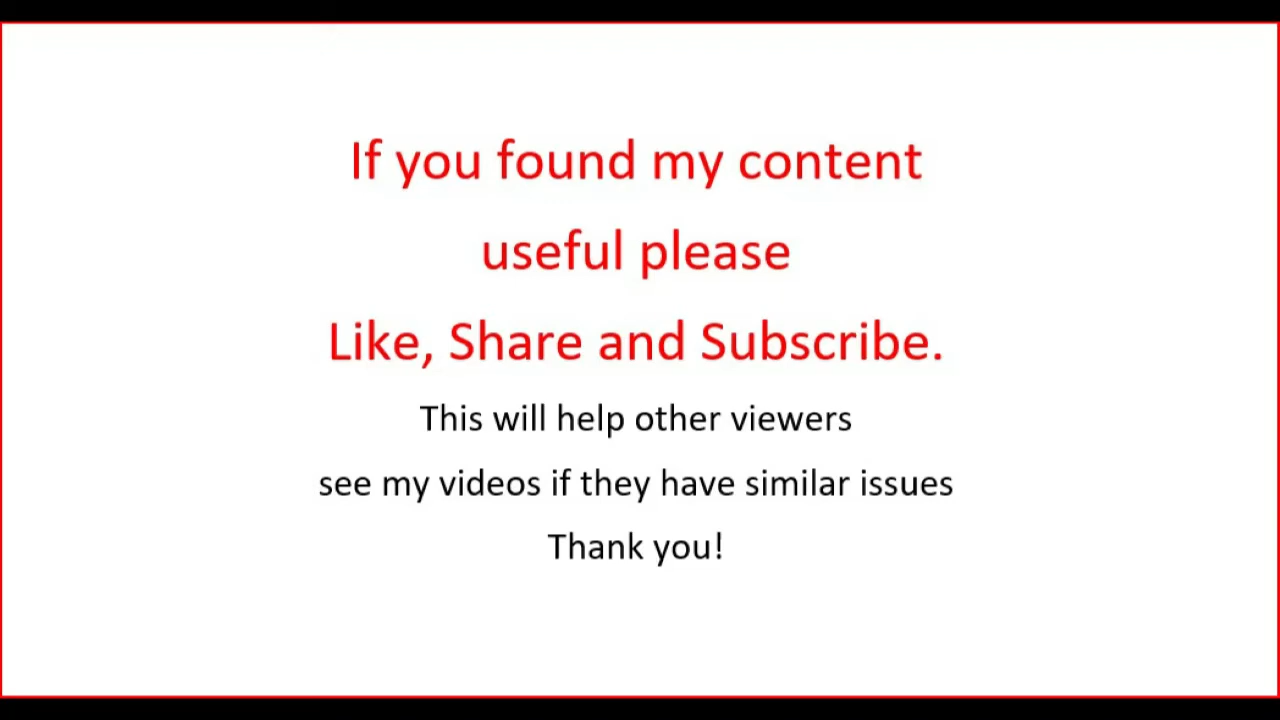 If you found my content
useful please
Like, Share and Subscribe.
This will help other viewers
see my videos if they have similar issues
Thank you!